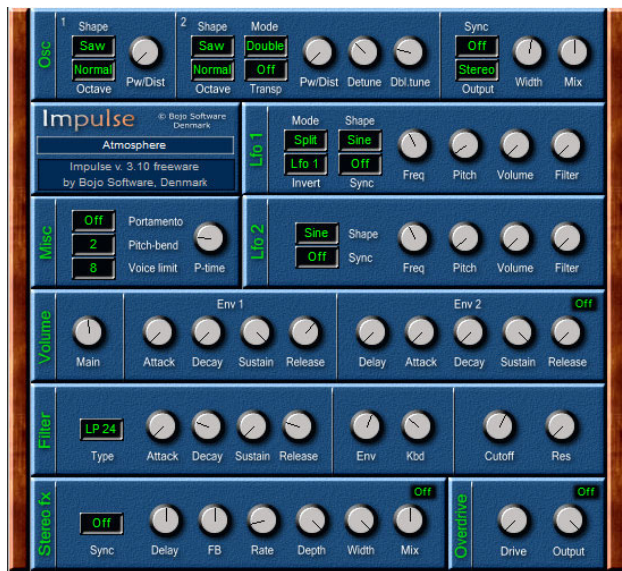 Osc
1 Shape
Saw
Normal
Octave
Pw/Dist
2 Shape Mode
Saw Double
Normal Off
Octave Transp
Pw/Dist Detune Dbl.tune
Sync
Off
Stereo
Output
Width Mix
Impulse © Bojo Software
Denmark
Atmosphere
Impulse v. 3.10 freeware
by Bojo Software, Denmark
Lfo 1
Mode Shape
Split Sine
Lfo 1 Off
Invert Sync
Freq Pitch Volume Filter
Misc
Off Portamento
2 Pitch-bend
8 Voice limit P-time
Lfo 2
Sine Shape
Off Sync
Freq Pitch Volume Filter
Volume
Main
Env 1
Attack Decay Sustain Release
Env 2 Off
Delay Attack Decay Sustain Release
Filter
LP 24
Type
Attack Decay Sustain Release
Env Kbd
Cutoff Res
Stereo fx
Off
Off
Sync Delay FB Rate Depth Width Mix
Overdrive
Off
Drive Output